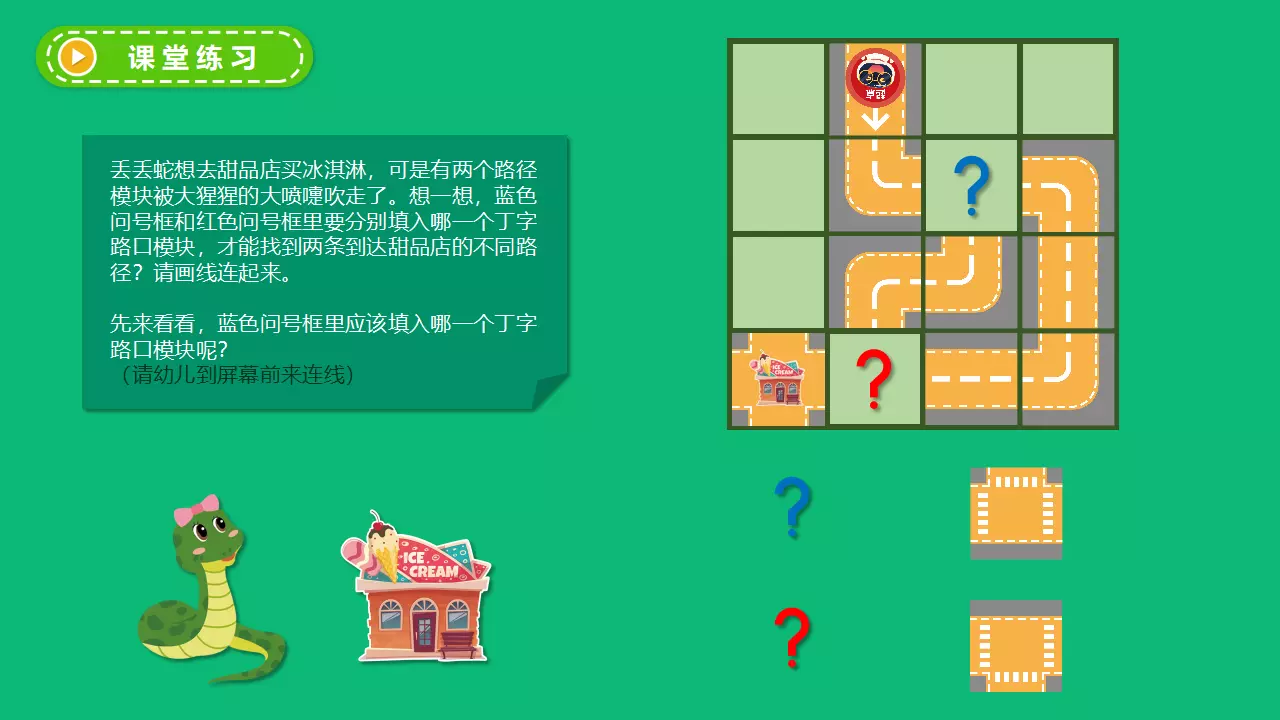 课堂练习
丢丢蛇想去甜品店买冰淇淋，可是有两个路径
模块被大猩猩的大喷嚏吹走了。想一想，蓝色
问号框和红色问号框里要分别填入哪一个丁字
路口模块，才能找到两条到达甜品店的不同路
径？请画线连起来。
先来看看，蓝色问号框里应该填入哪一个丁字
路口模块呢？
（请幼儿到屏幕前来连线）
起点
?
?
ICE
CREAM
?
?
ICE
CREAM